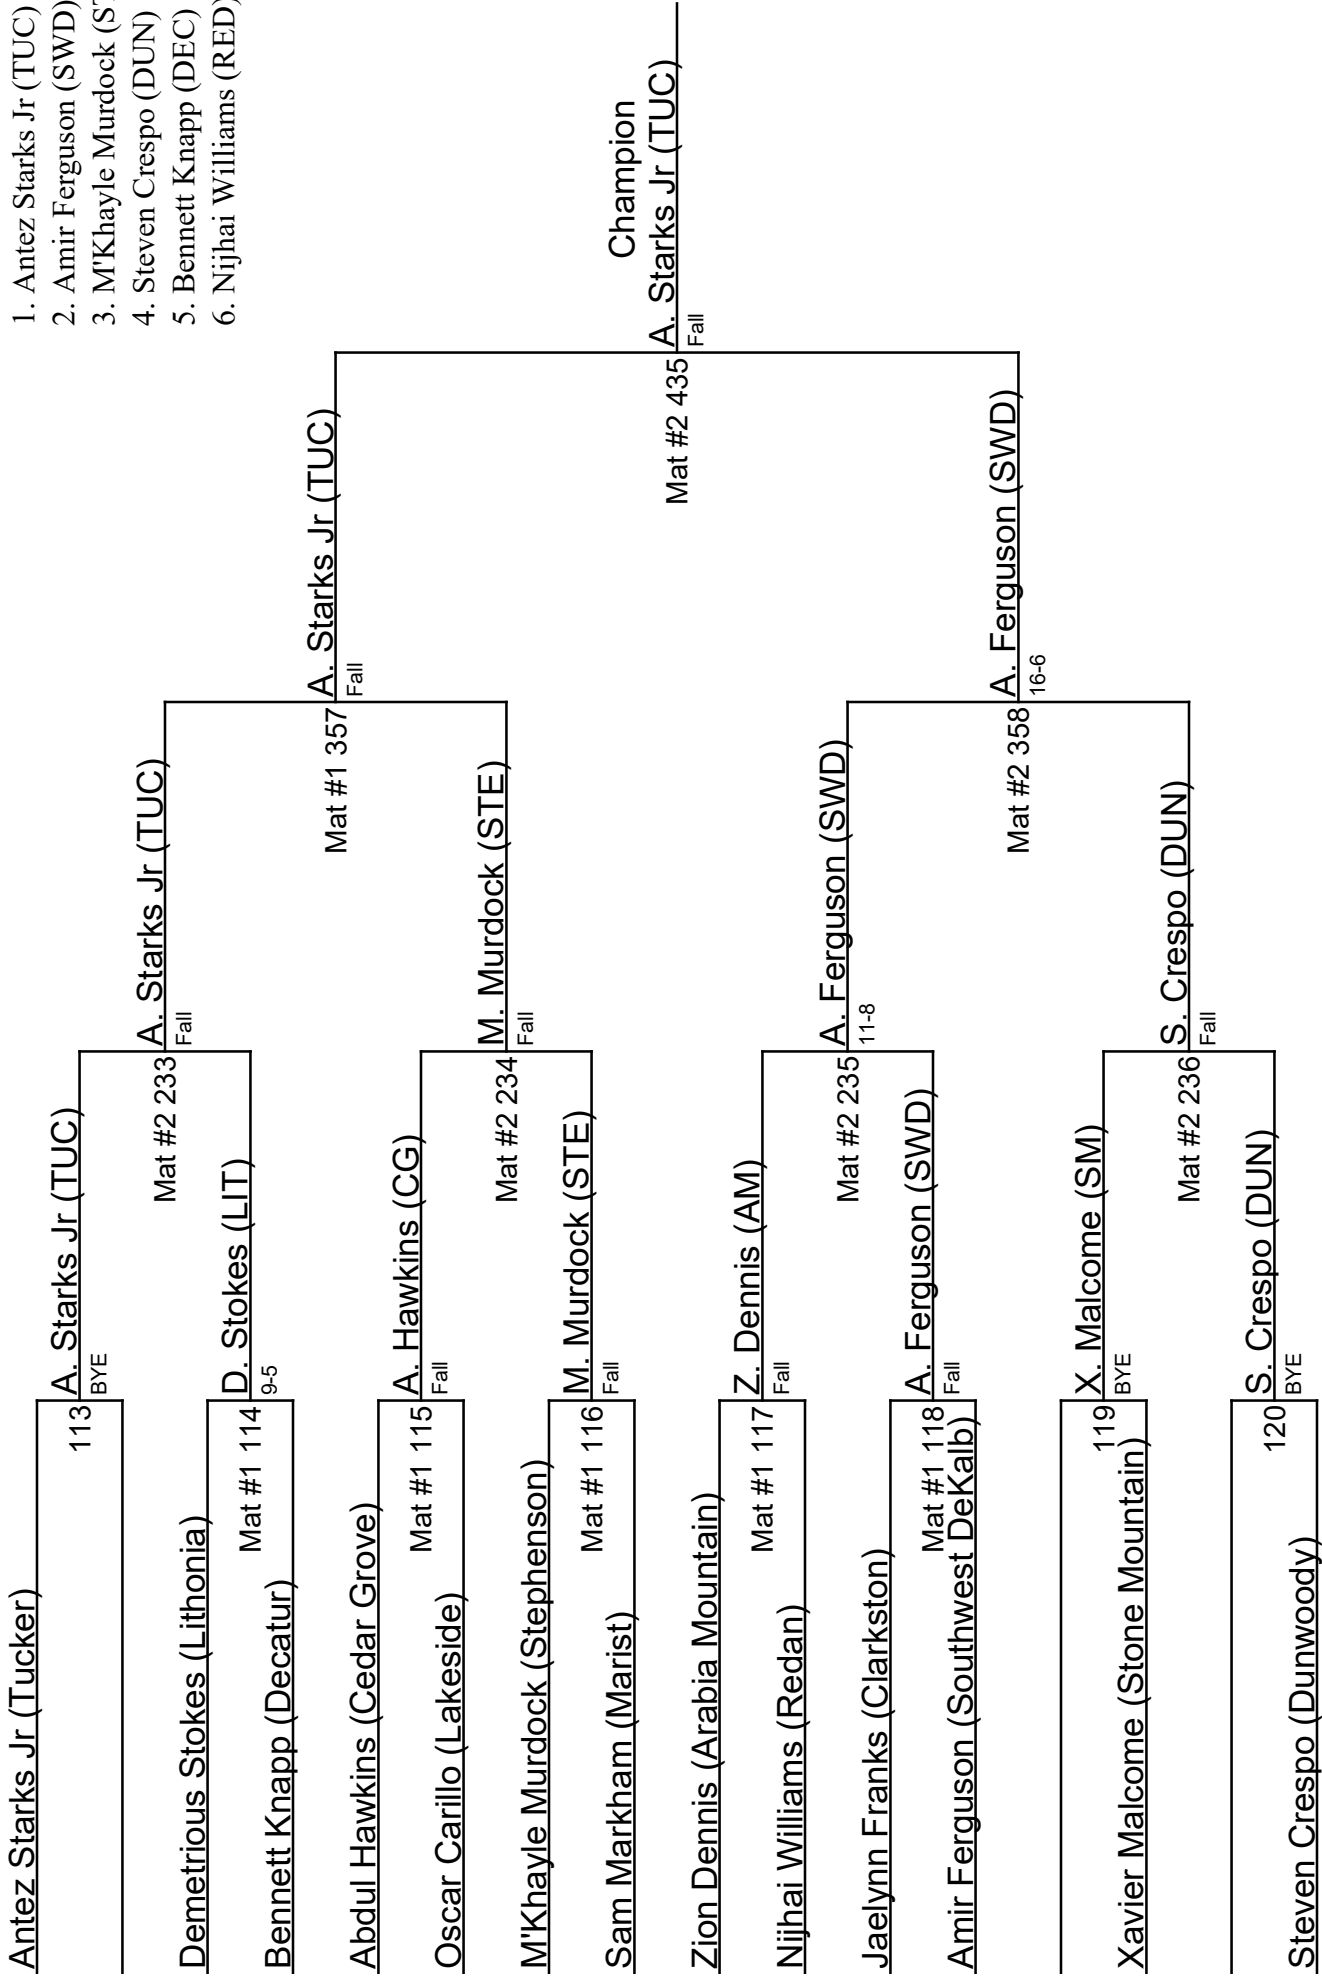 1. Antez Starks Jr (TUC)
2. Amir Ferguson (SWD)
3. M'Khayle Murdock (ST
4. Steven Crespo (DUN)
5. Bennett Knapp (DEC)
6. Nijhai Williams (RED)
Antez Starks Jr (Tucker)
113
Demetrious Stokes (Lithonia)
Mat #1 114
Bennett Knapp (Decatur)
Abdul Hawkins (Cedar Grove)
Mat #1 115
Oscar Carillo (Lakeside)
M'Khayle Murdock (Stephenson)
Mat #1 116
Sam Markham (Marist)
Zion Dennis (Arabia Mountain)
Mat #1 117
Nijhai Williams (Redan)
Jaelynn Franks (Clarkston)
Mat #1 118
Amir Ferguson (Southwest DeKalb)
119
Xavier Malcome (Stone Mountain)
120
Steven Crespo (Dunwoody)
A. Starks Jr (TUC)
BYE
Mat #2 233
D. Stokes (LIT)
9-5
A. Hawkins (CG)
Fall
Mat #2 234
M. Murdock (STE)
Fall
Z. Dennis (AM)
Fall
Mat #2 235
A. Ferguson (SWD)
Fall
X. Malcome (SM)
BYE
Mat #2 236
S. Crespo (DUN)
BYE
A. Starks Jr (TUC)
Fall
Mat #1 357
M. Murdock (STE)
Fall
A. Ferguson (SWD)
11-8
Mat #2 358
S. Crespo (DUN)
Fall
A. Starks Jr (TUC)
Fall
Mat #2 435
A. Ferguson (SWD)
16-6
Champion
A. Starks Jr (TUC)
Fall